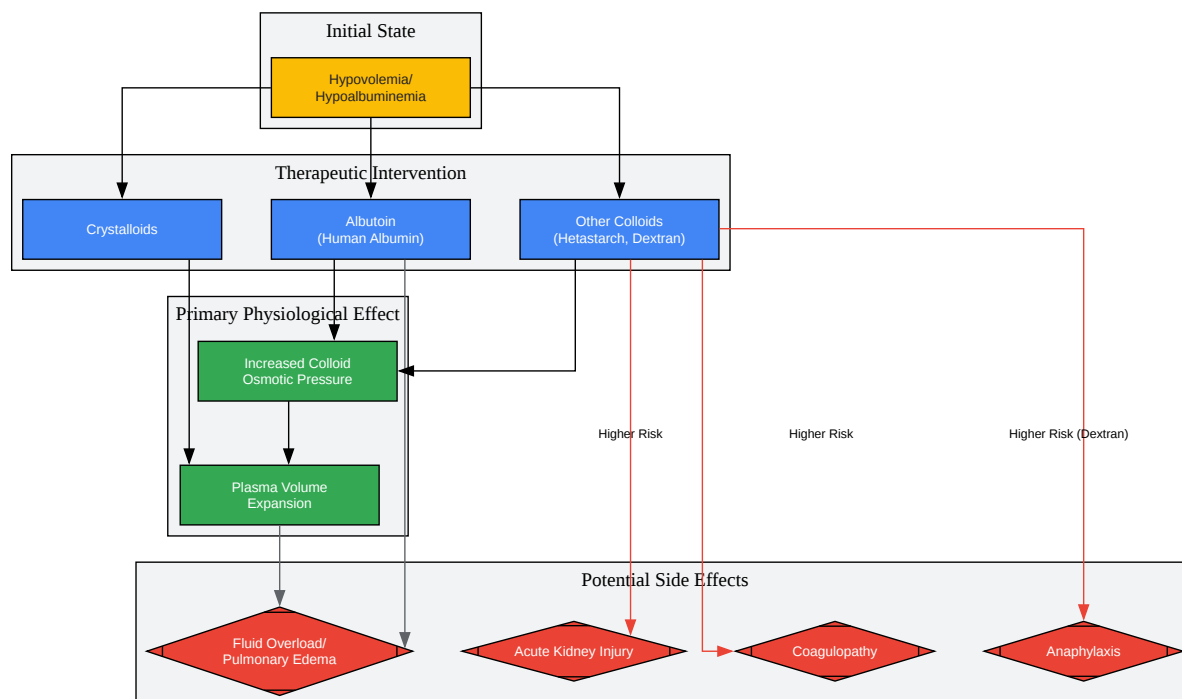 Initial State
Hypovolemia/
Hypoalbuminemia
Therapeutic Intervention
Crystalloids
Albutoin
(Human Albumin)
Other Colloids
(Hetastarch, Dextran)
Primary Physiological Effect
Increased Colloid
Osmotic Pressure
Higher Risk
Higher Risk
Higher Risk (Dextran)
Plasma Volume
Expansion
Potential Side Effects
Fluid Overload/
Pulmonary Edema
Acute Kidney Injury
Coagulopathy
Anaphylaxis